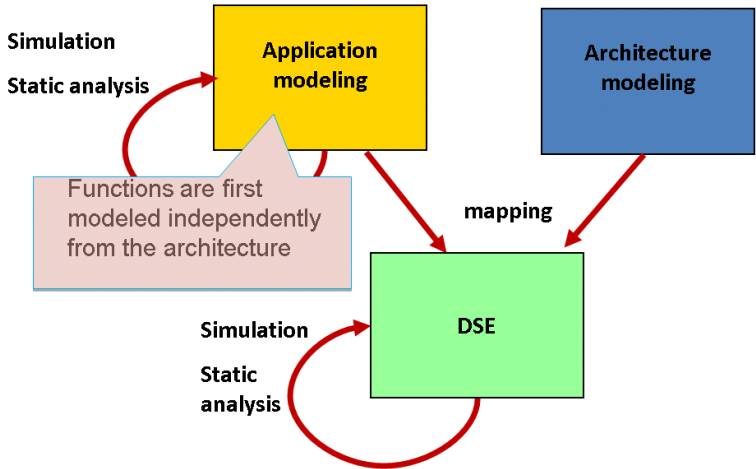 Simulation
Static analysis
Application
modeling
Architecture
modeling
Functions are first
modeled independently
from the architecture
mapping
Simulation
Static
analysis
DSE